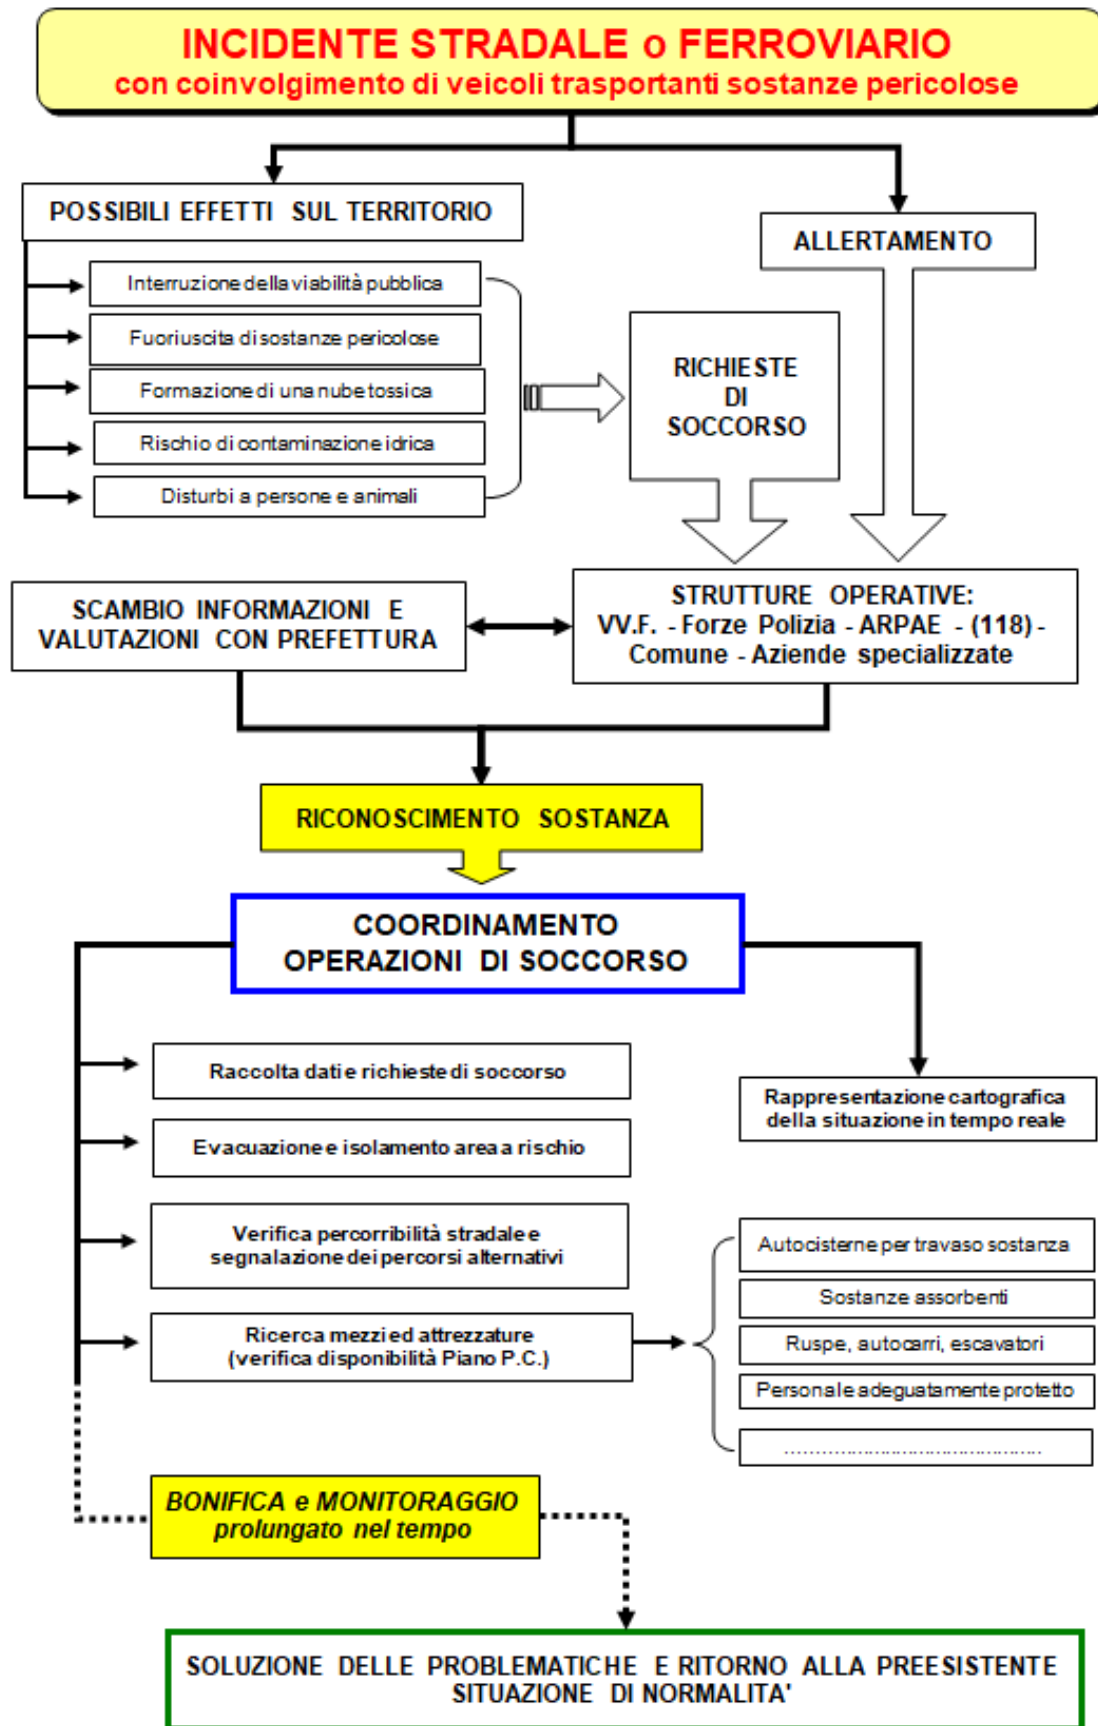 INCIDENTE STRADALE o FERROVIARIO
con coinvolgimento di veicoli trasportanti sostanze pericolose
POSSIBILI EFFETTI SUL TERRITORIO
ALLERTAMENTO
Interruzione della viabilità pubblica
Fuoriuscita di sostanze pericolose
Formazione di una nube tossica
Rischio di contaminazione idrica
Disturbi a persone e animali
RICHIESTE
DI
SOCCORSO
SCAMBIO INFORMAZIONI E
VALUTAZIONI CON PREFETTURA
STRUTTURE OPERATIVE:
VV.F. - Forze Polizia - ARPAE - (118) -
Comune - Aziende specializzate
RICONOSCIMENTO SOSTANZA
COORDINAMENTO
OPERAZIONI DI SOCCORSO
Raccolta dati e richieste di soccorso
Evacuazione e isolamento area a rischio
Verifica percorribilità stradale e
segnalazione dei percorsi alternativi
Ricerca mezzi ed attrezzature
(verifica disponibilità Piano P.C.)
Rappresentazione cartografica
della situazione in tempo reale
Autocisterne per travaso sostanza
Sostanze assorbenti
Ruspe, autocarri, escavatori
Personale adeguatamente protetto
............................................
BONIFICA e MONITORAGGIO
prolungato nel tempo
SOLUZIONE DELLE PROBLEMATICHE E RITORNO ALLA PREESISTENTE
SITUAZIONE DI NORMALITA'